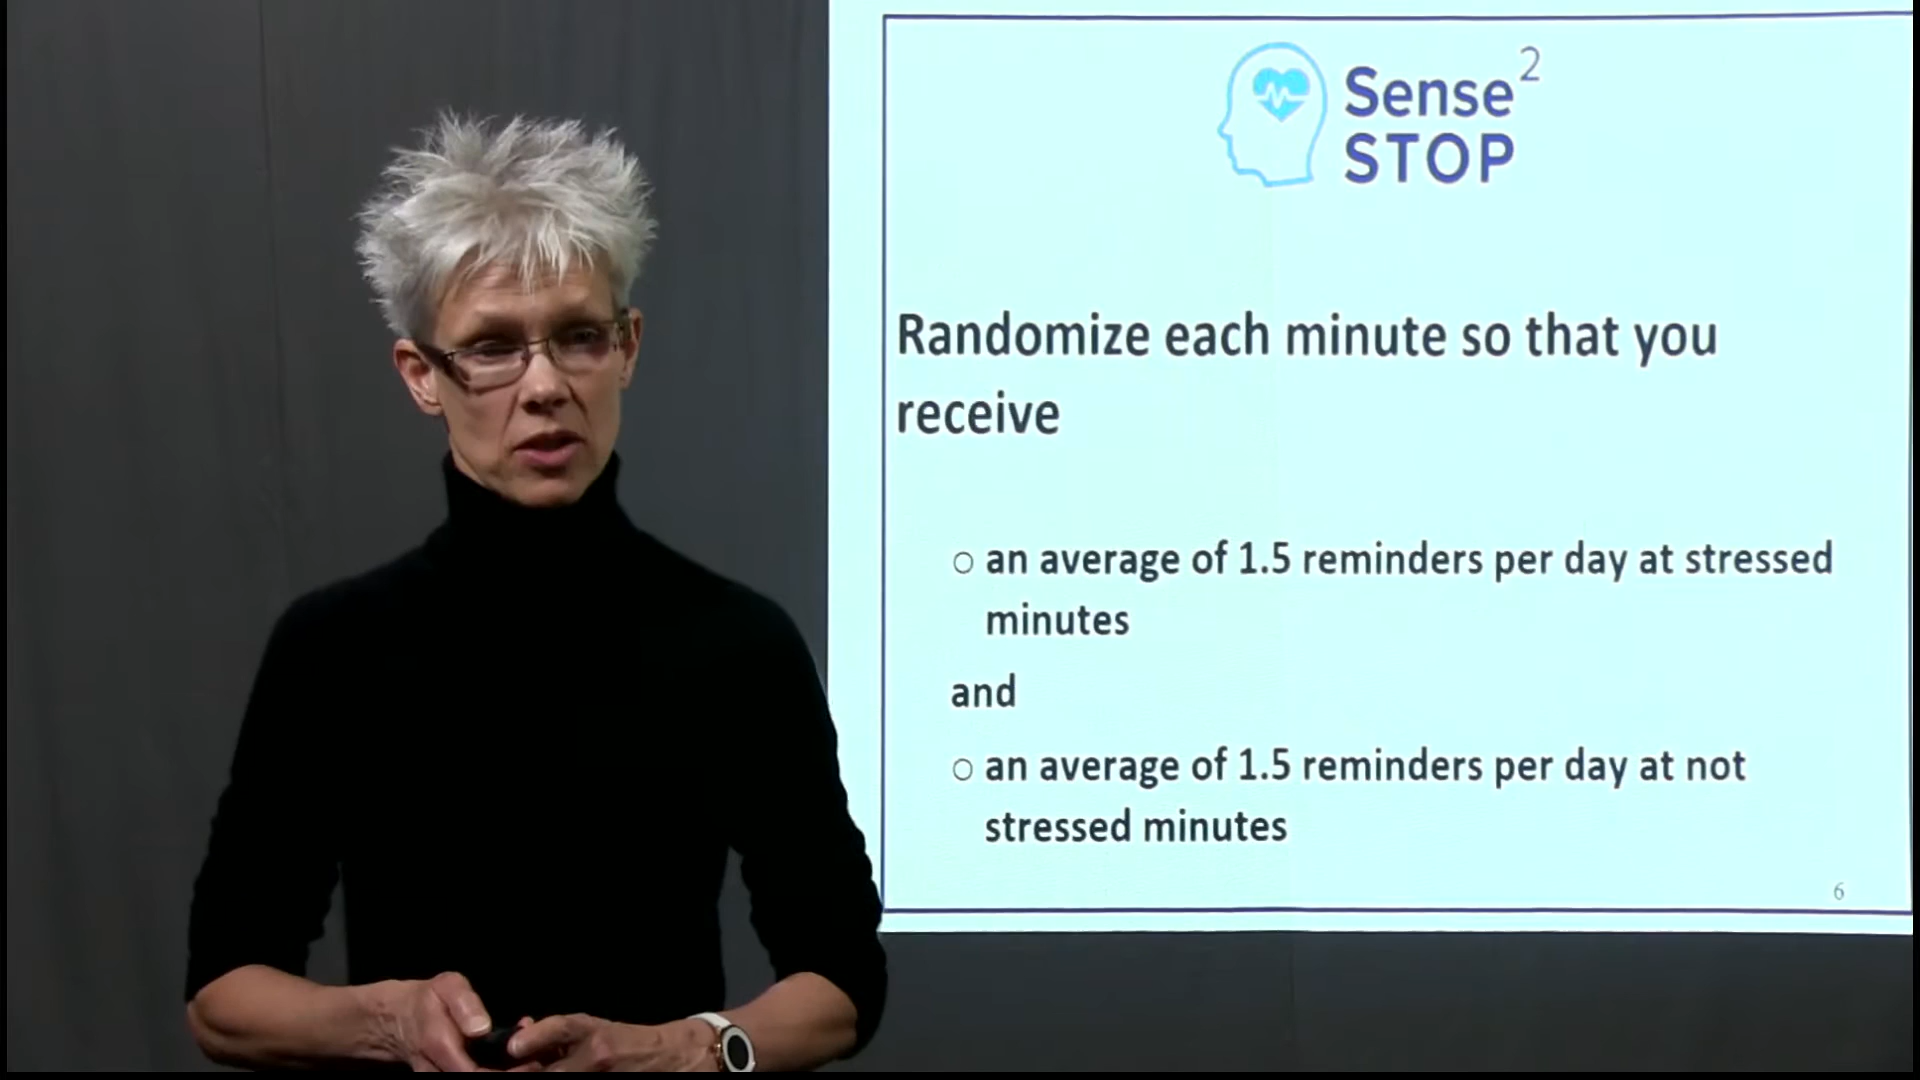 Sense²
STOP
Randomize each minute so that you
receive
○ an average of 1.5 reminders per day at stressed
minutes
and
○ an average of 1.5 reminders per day at not
stressed minutes
6